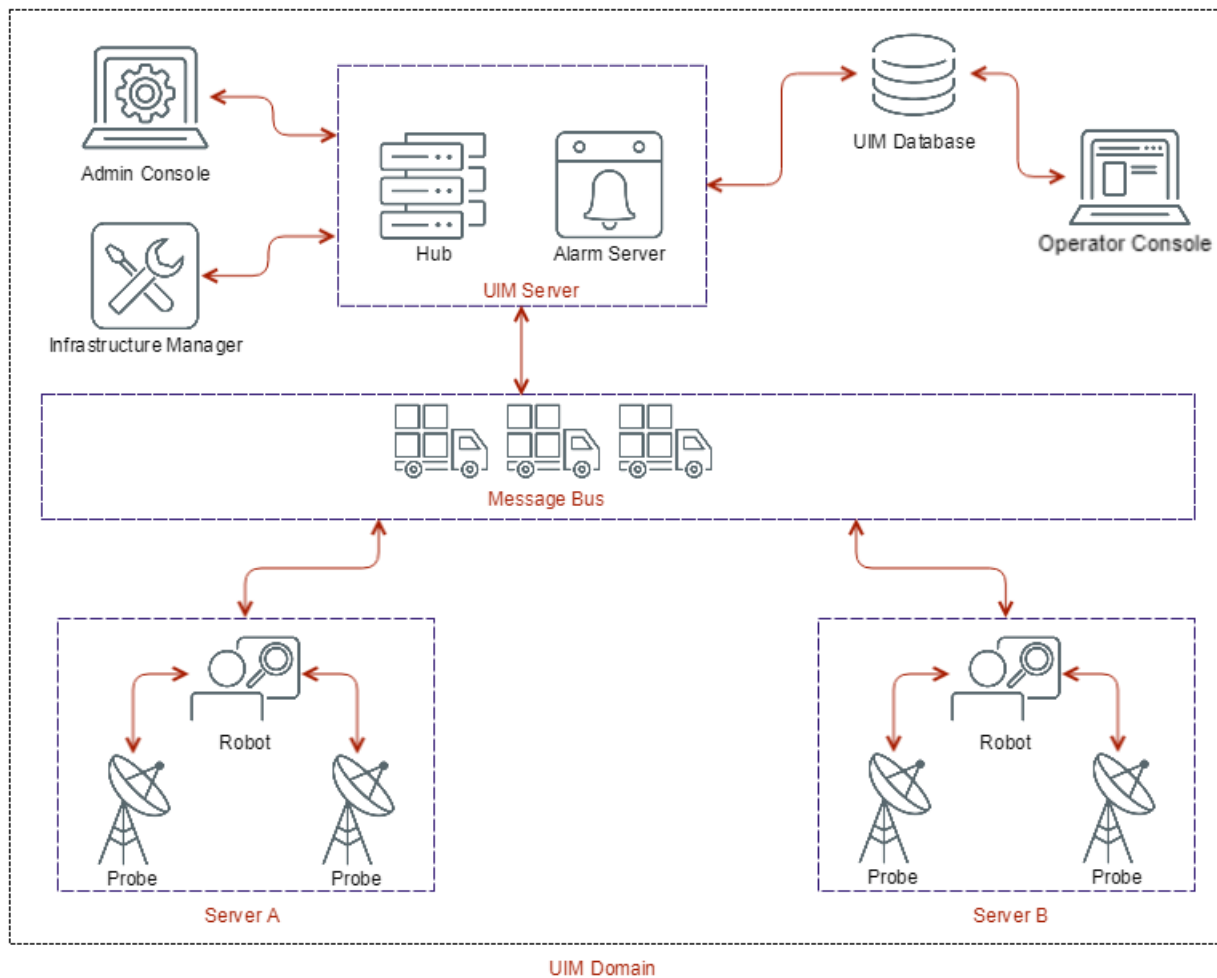 Admin Console
UIM Database
Hub
Alarm Server
Operator Console
UIM Server
Infrastructure Manager
Message Bus
Robot
Robot
Probe
Probe
Probe
Probe
Server A
Server B
UIM Domain